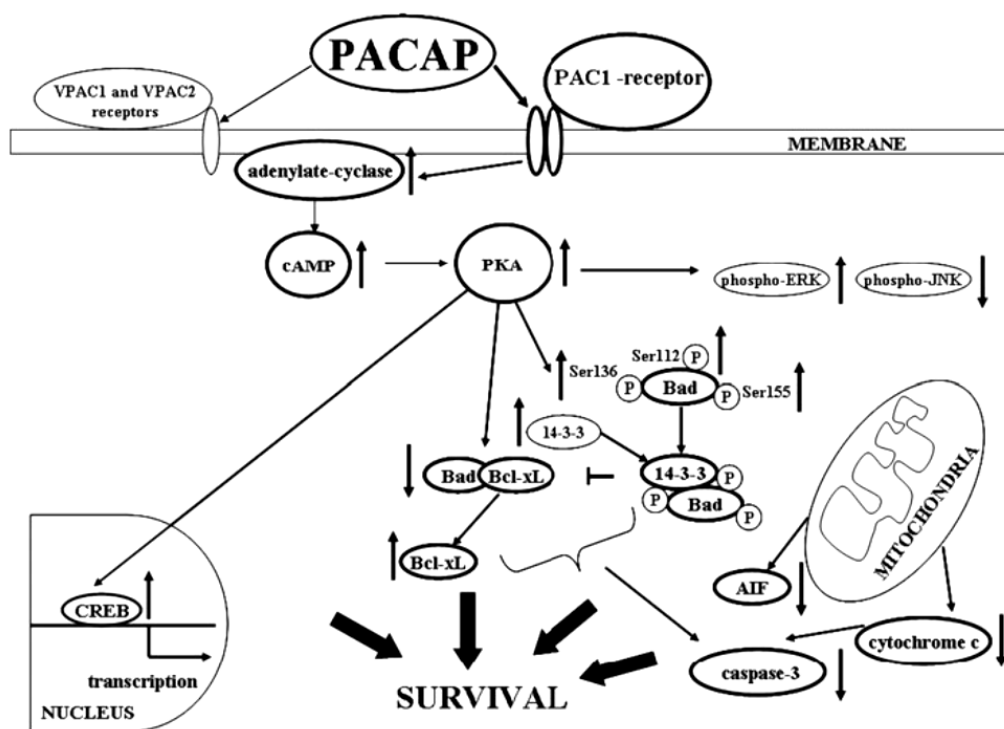 PACAP
PAC1 -receptor
VPAC1 and VPAC2
receptors
MEMBRANE
adenylate-cyclase
cAMP
PKA
phospho-ERK
phospho-JNK
Ser112
P
Ser136
P
Bad
P
Ser155
14-3-3
14-3-3
P
Bad
Bcl-xL
P
Bad
P
MITOCHONDRIA
Bcl-xL
AIF
CREB
cytochrome c
transcription
caspase-3
SURVIVAL
NUCLEUS